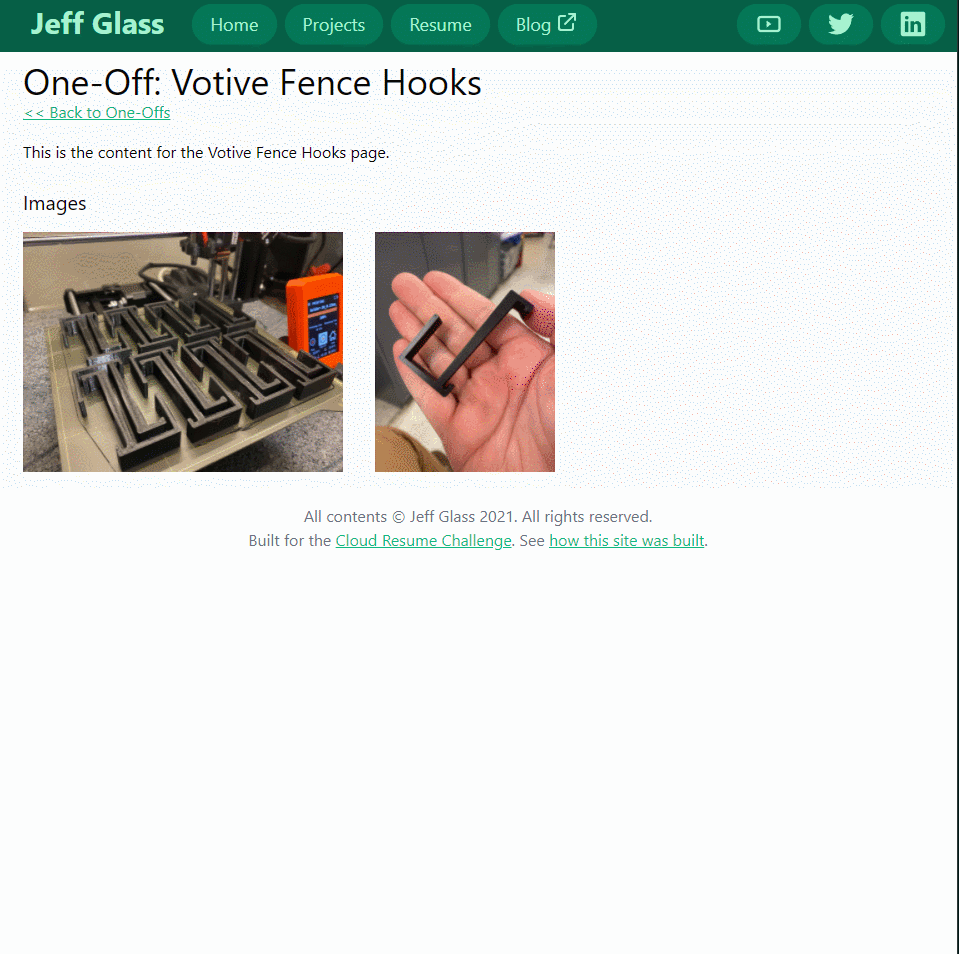 Jeff Glass Home Projects Resume Blog
One-Off: Votive Fence Hooks
<< Back to One-Offs
This is the content for the Votive Fence Hooks page.
Images
All contents © Jeff Glass 2021. All rights reserved.
Built for the Cloud Resume Challenge. See how this site was built.